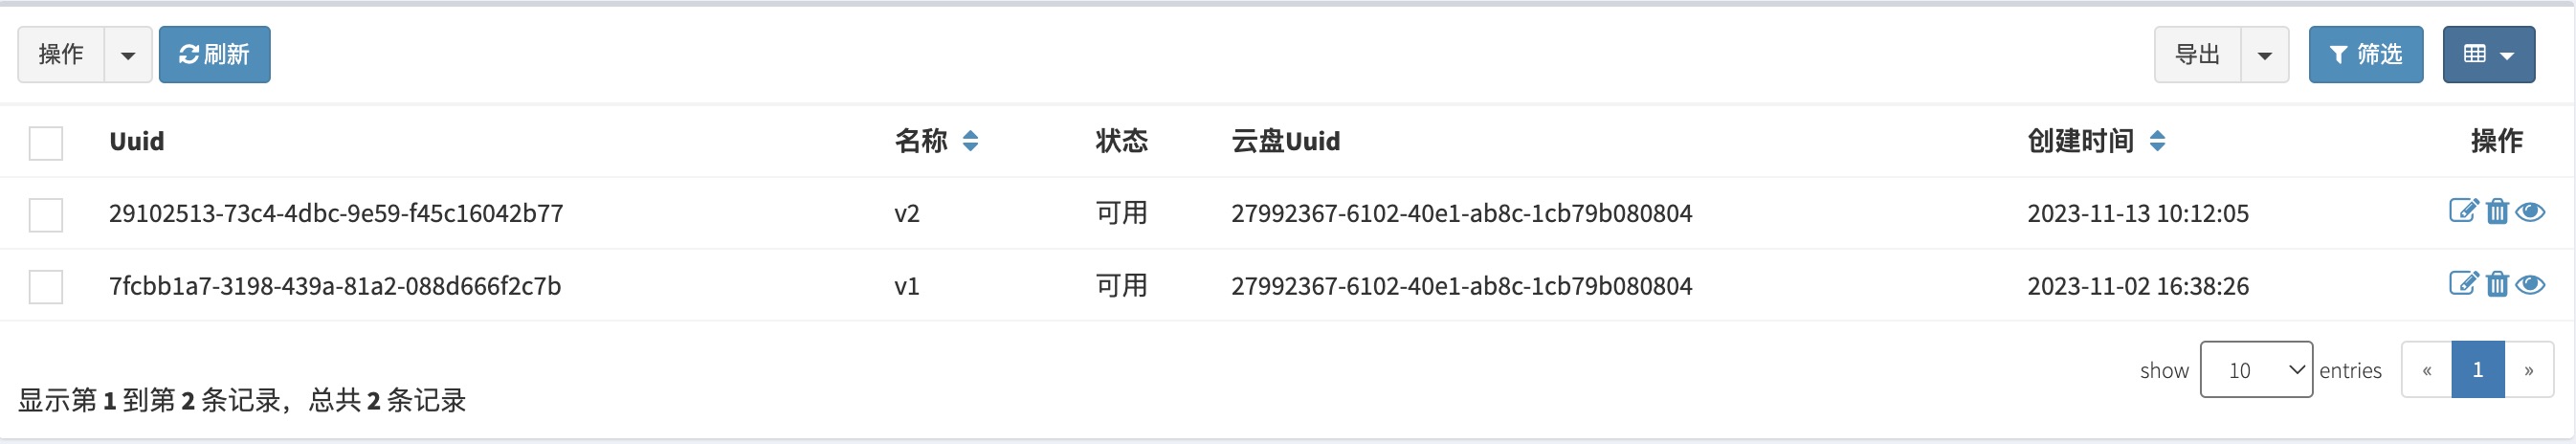 操作 刷新 导出 筛选
Uuid 名称 状态 云盘Uuid 创建时间 操作
29102513-73c4-4dbc-9e59-f45c16042b77 v2 可用 27992367-6102-40e1-ab8c-1cb79b080804 2023-11-13 10:12:05
7fcbb1a7-3198-439a-81a2-088d666f2c7b v1 可用 27992367-6102-40e1-ab8c-1cb79b080804 2023-11-02 16:38:26
show 10 entries « 1 »
显示第 1 到第 2 条记录，总共 2 条记录